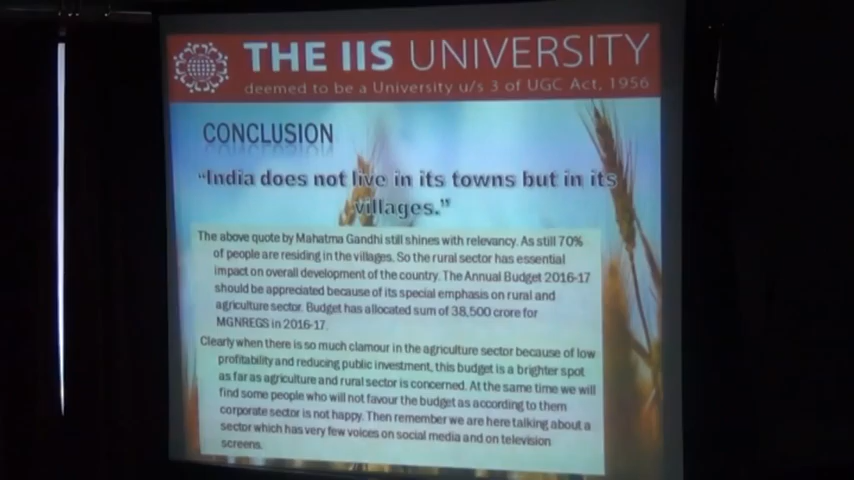 THE IIS UNIVERSITY
deemed to be a University u/s 3 of UGC Act, 1956
CONCLUSION
“India does not live in its towns but in its
villages.”
The above quote by Mahatma Gandhi still shines with relevancy. As still 70%
of people are residing in the villages. So the rural sector has essential
impact on overall development of the country. The Annual Budget 2016-17
should be appreciated because of its special emphasis on rural and
agriculture sector. Budget has allocated sum of 38,500 crore for
MGNREGS in 2016-17.
Clearly when there is so much clamour in the agriculture sector because of low
profitability and reducing public investment, this budget is a brighter spot
as far as agriculture and rural sector is concerned. At the same time we will
find some people who will not favour the budget as according to them
corporate sector is not happy. Then remember we are here talking about a
sector which has very few voices on social media and on television
screens.